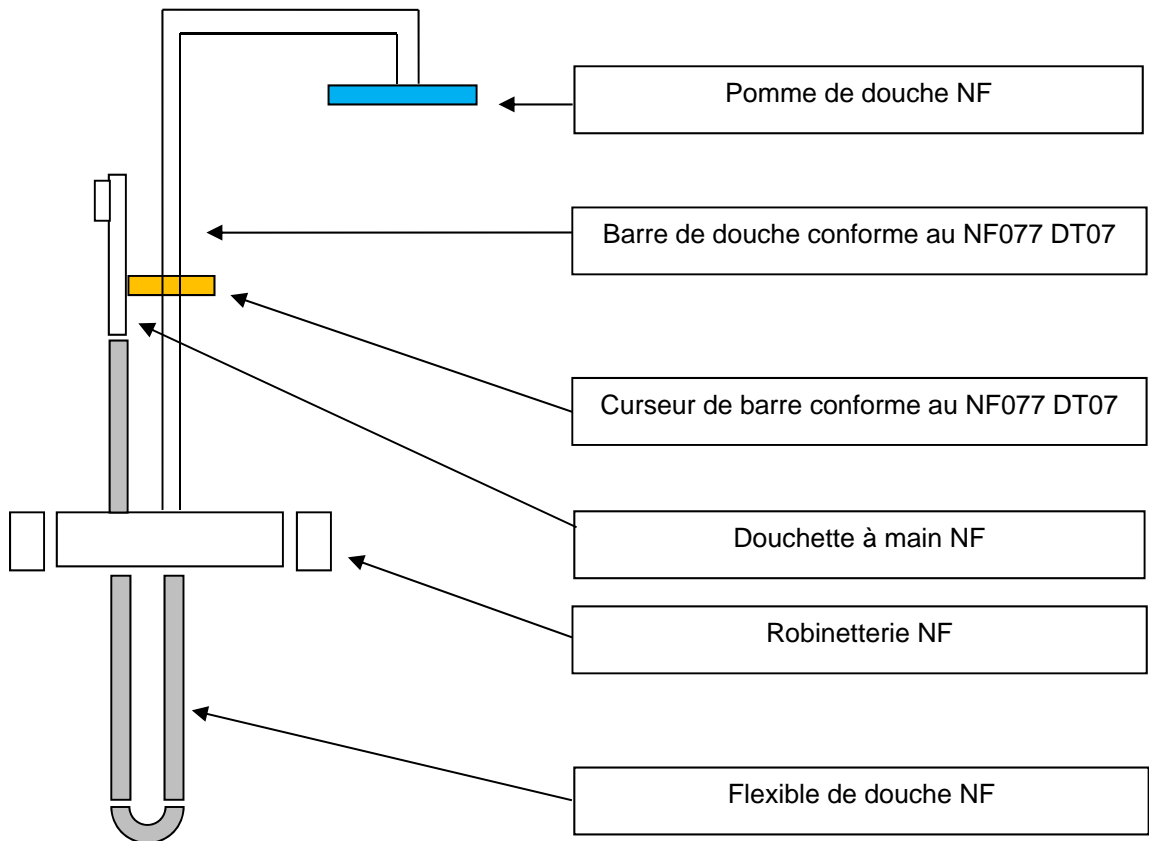 Pomme de douche NF
Barre de douche conforme au NF077 DT07
Curseur de barre conforme au NF077 DT07
Douchette à main NF
Robinetterie NF
Flexible de douche NF